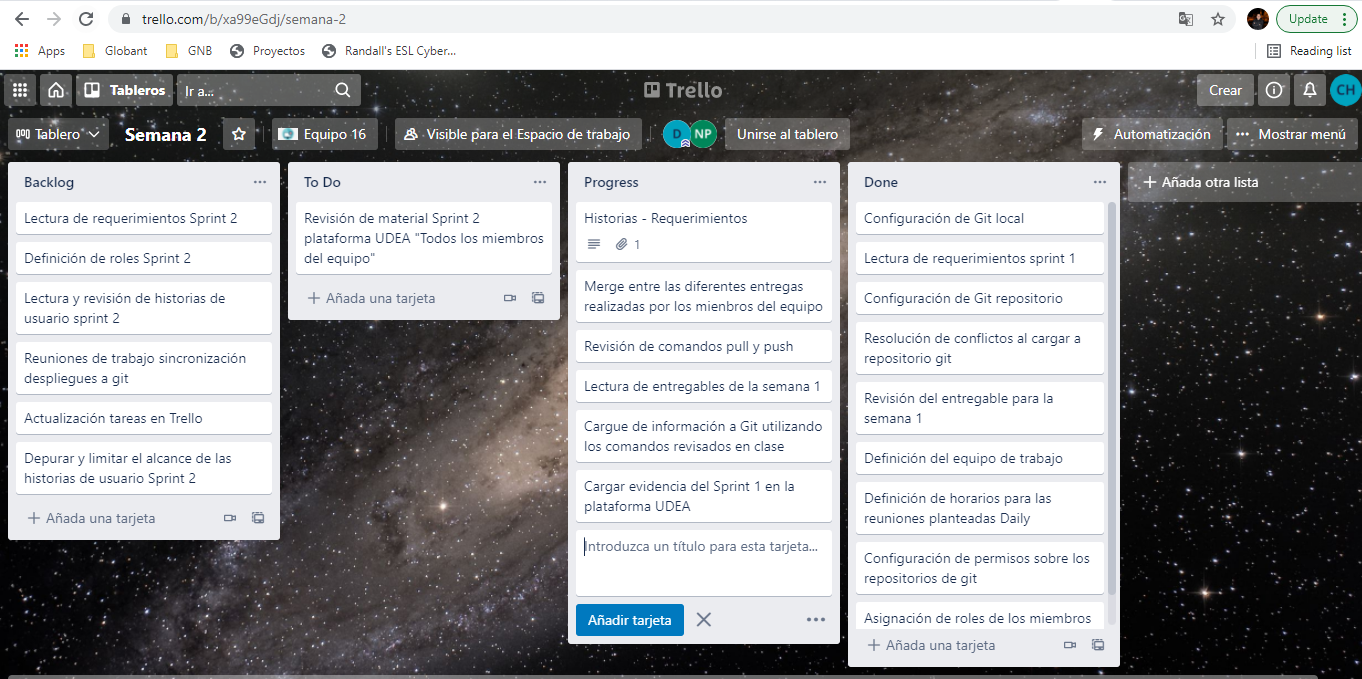 trello.com/b/xa99eGdj/semana-2
Update
Apps
Globant
GNB
Proyectos
Randall's ESL Cyber...
Reading list
Tableros
Ir a...
Trello
Crear
CH
Tablero
Semana 2
Equipo 16
Visible para el Espacio de trabajo
D
NP
Unirse al tablero
Automatización
Mostrar menú
Backlog
Lectura de requerimientos Sprint 2
Definición de roles Sprint 2
Lectura y revisión de historias de
usuario sprint 2
Reuniones de trabajo sincronización
despliegues a git
Actualización tareas en Trello
Depurar y limitar el alcance de las
historias de usuario Sprint 2
+ Añada una tarjeta
To Do
Revisión de material Sprint 2
plataforma UDEA "Todos los miembros
del equipo"
+ Añada una tarjeta
Progress
Historias - Requerimientos
1
Merge entre las diferentes entregas
realizadas por los mienbros del equipo
Revisión de comandos pull y push
Lectura de entregables de la semana 1
Cargue de información a Git utilizando
los comandos revisados en clase
Cargar evidencia del Sprint 1 en la
plataforma UDEA
Introduzca un título para esta tarjeta...
Añadir tarjeta
Done
Configuración de Git local
Lectura de requerimientos sprint 1
Configuración de Git repositorio
Resolución de conflictos al cargar a
repositorio git
Revisión del entregable para la
semana 1
Definición del equipo de trabajo
Definición de horarios para las
reuniones planteadas Daily
Configuración de permisos sobre los
repositorios de git
Asignación de roles de los miembros
+ Añada una tarjeta
+ Añada otra lista